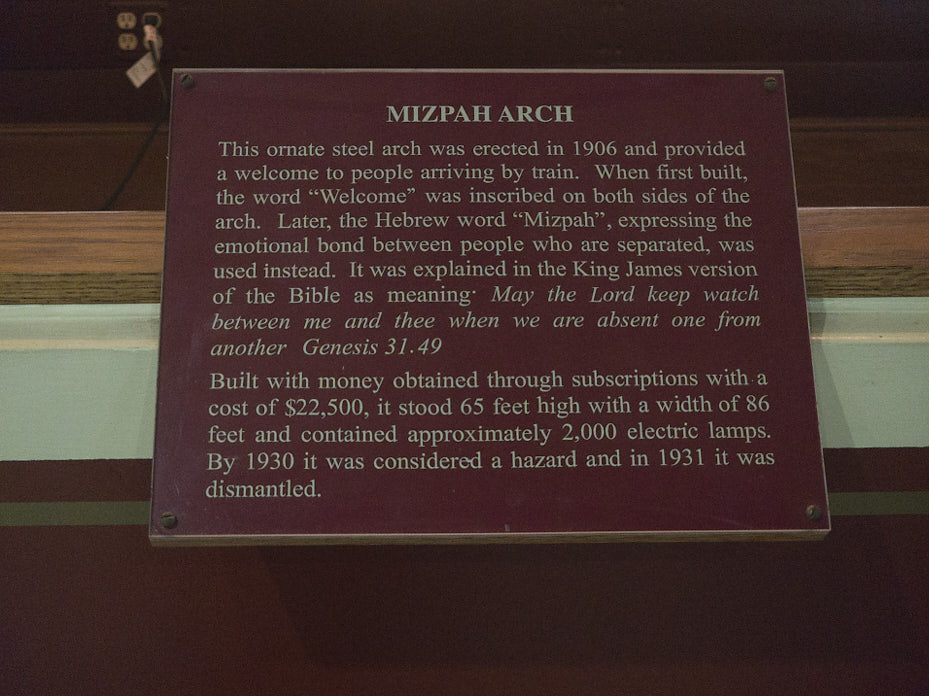 MIZPAH ARCH
This ornate steel arch was erected in 1906 and provided
a welcome to people arriving by train. When first built,
the word “Welcome” was inscribed on both sides of the
arch. Later, the Hebrew word “Mizpah”, expressing the
emotional bond between people who are separated, was
used instead. It was explained in the King James version
of the Bible as meaning· May the Lord keep watch
between me and thee when we are absent one from
another Genesis 31.49
Built with money obtained through subscriptions with a
cost of $22,500, it stood 65 feet high with a width of 86
feet and contained approximately 2,000 electric lamps.
By 1930 it was considered a hazard and in 1931 it was
dismantled.